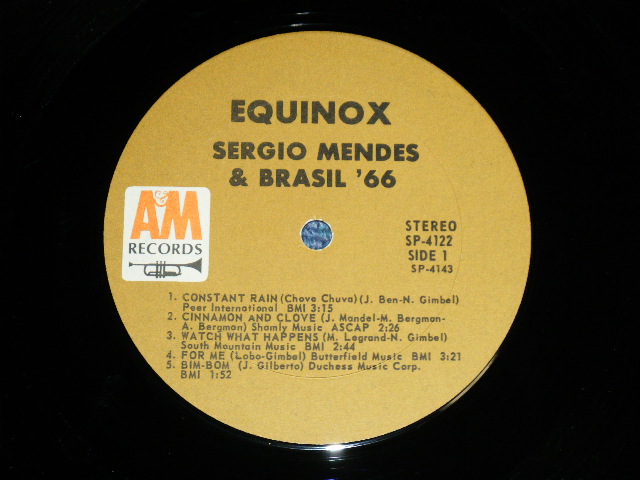 EQUINOX
SERGIO MENDES
& BRASIL '66
A&M
RECORDS
STEREO
SP-4122
SIDE 1
SP-4143
1. CONSTANT RAIN (Chove Chuva) (J. Ben-N. Gimbel)
Peer International BMI 3:15
2. CINNAMON AND CLOVE (J. Mandel-M. Bergman-
A. Bergman) Shamly Music ASCAP 2:26
3. WATCH WHAT HAPPENS (M. Legrand-N. Gimbel)
South Mountain Music BMI 2:44
4. FOR ME (Lobo-Gimbel) Butterfield Music BMI 3:21
5. BIM-BOM (J. Gilberto) Duchess Music Corp.
BMI 1:52